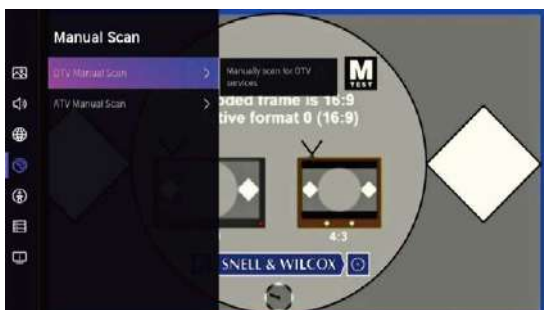 Manual Scan
DTV Manual Scan
Manually scan for DTV
services
ATV Manual Scan
M
TEST
oded frame is 16:9
tive format 0 (16:9)
4:3
SNELL & WILCOX